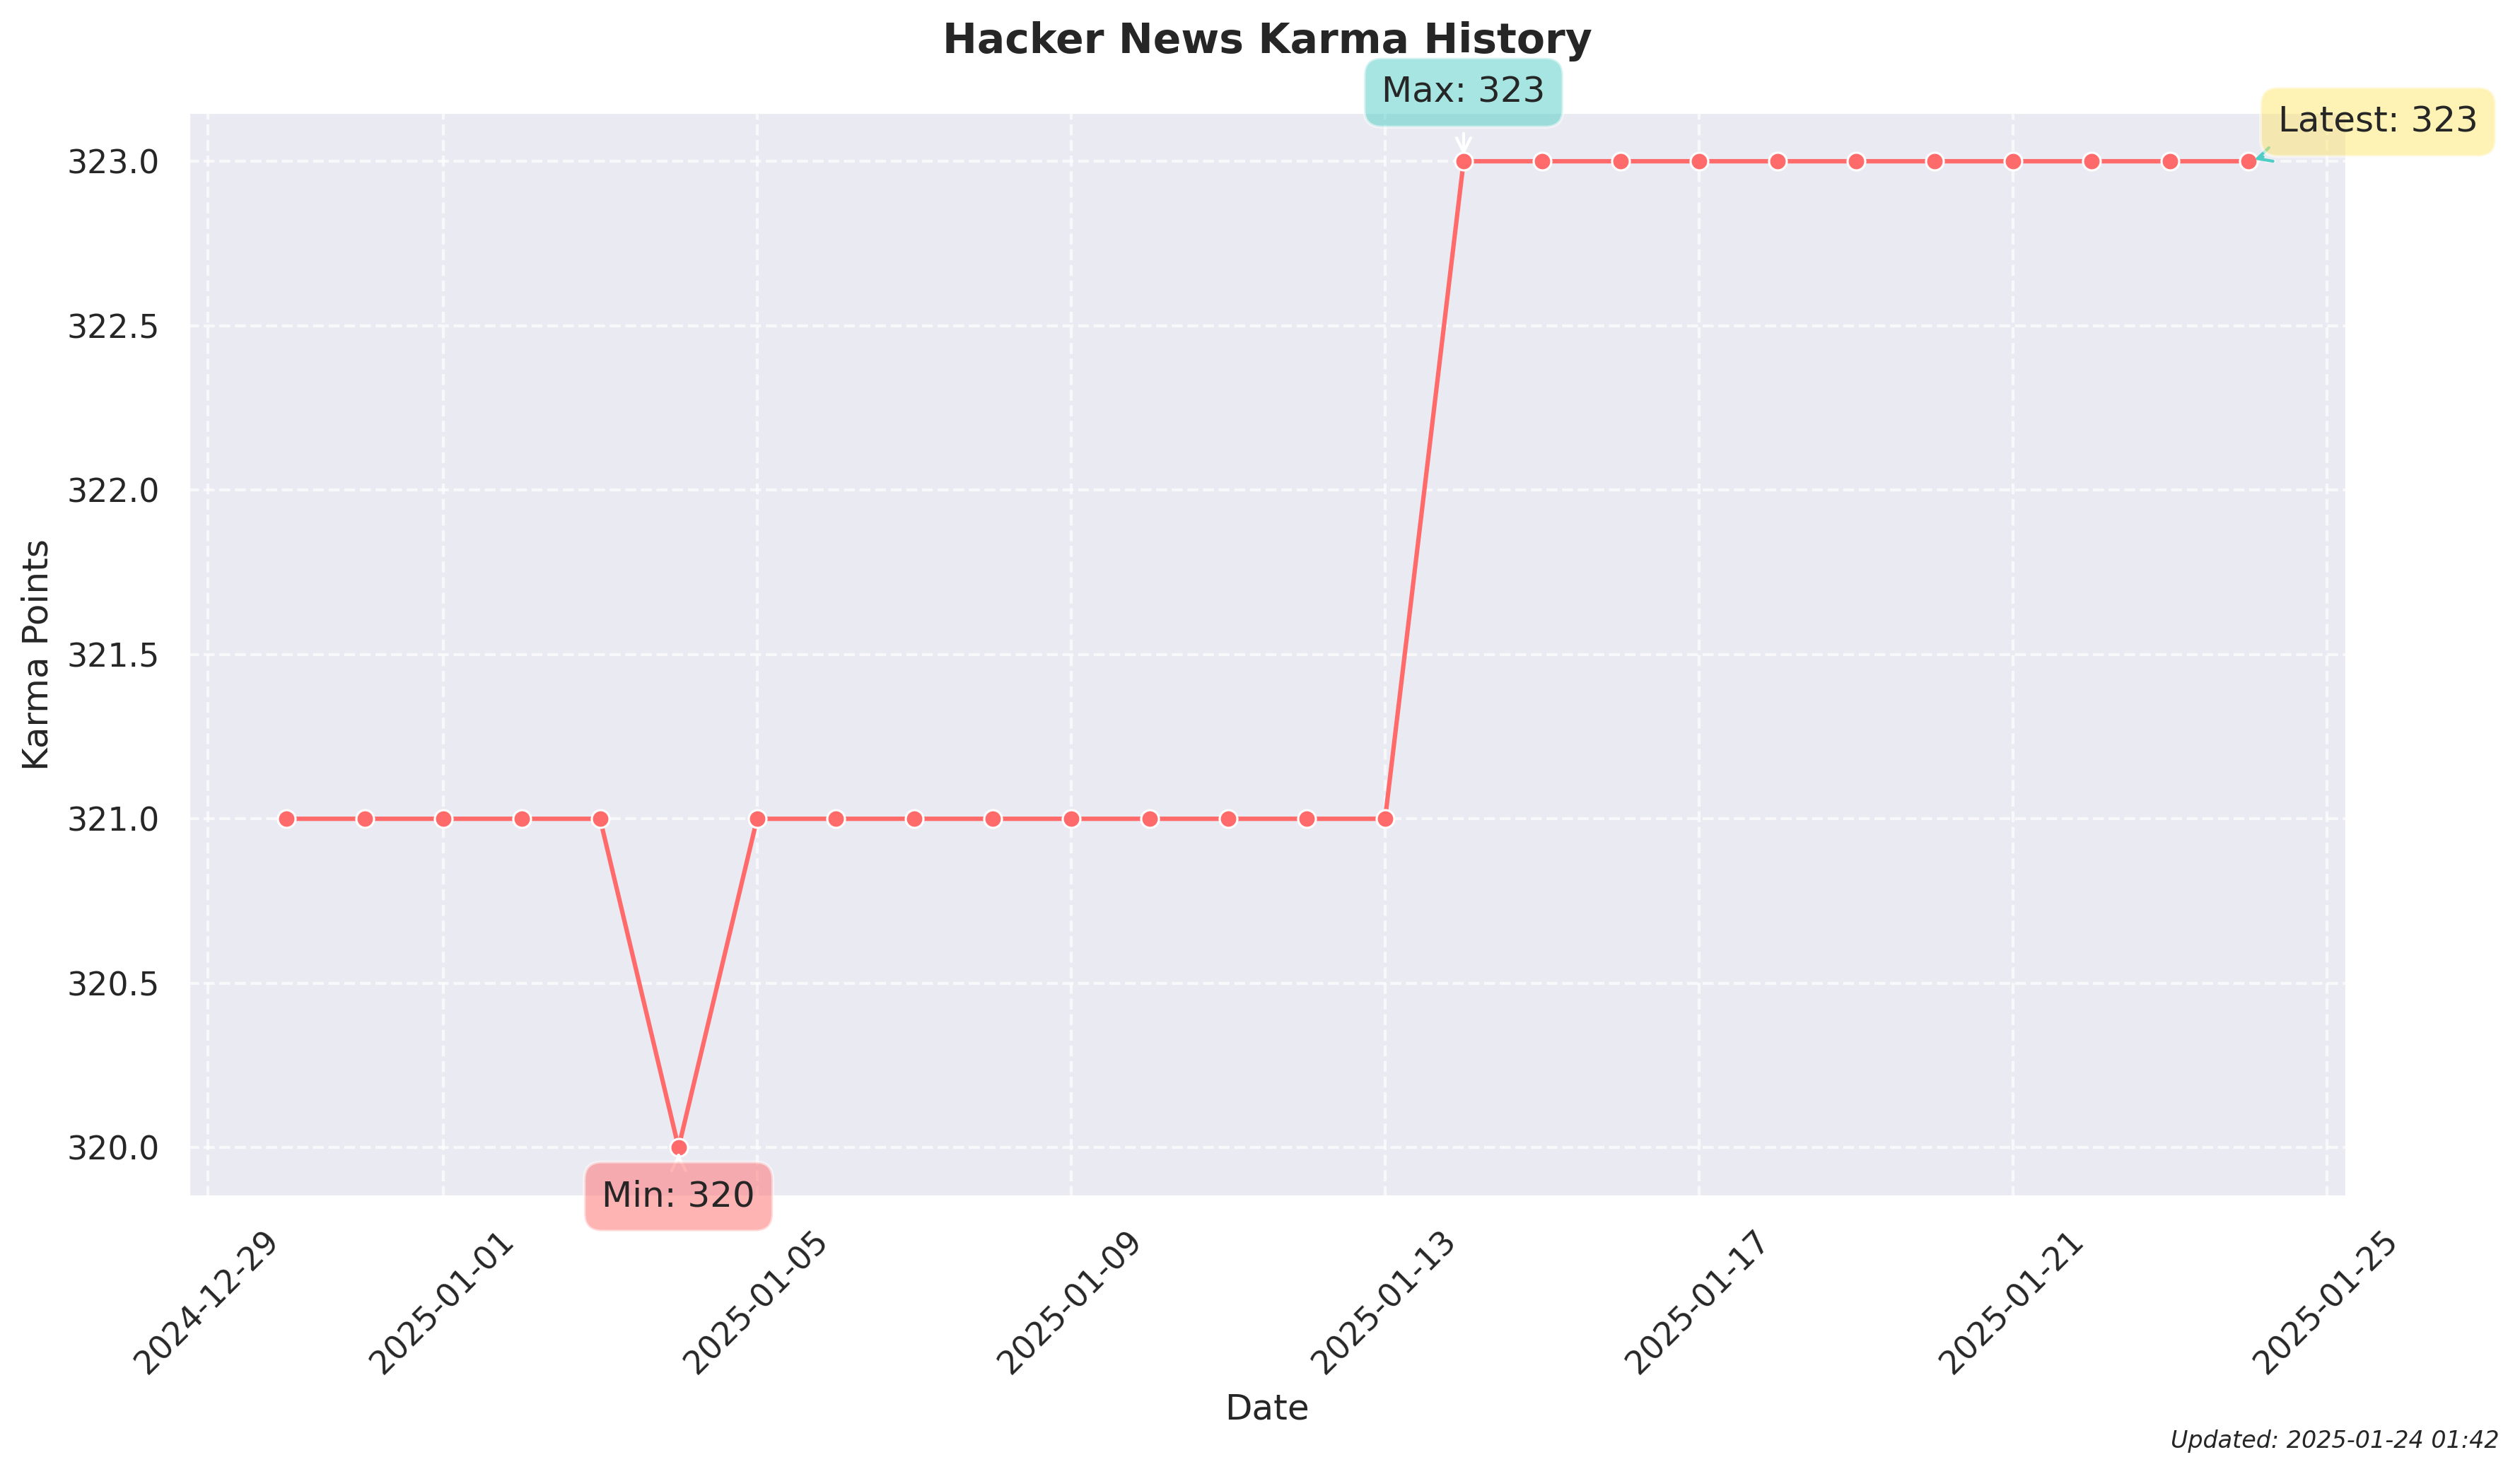 Hacker News Karma History
Max: 323
Latest: 323
323.0
322.5
322.0
321.5
321.0
320.5
320.0
Karma Points
Min: 320
2024-12-29
2025-01-01
2025-01-05
2025-01-09
2025-01-13
2025-01-17
2025-01-21
2025-01-25
Date
Updated: 2025-01-24 01:42